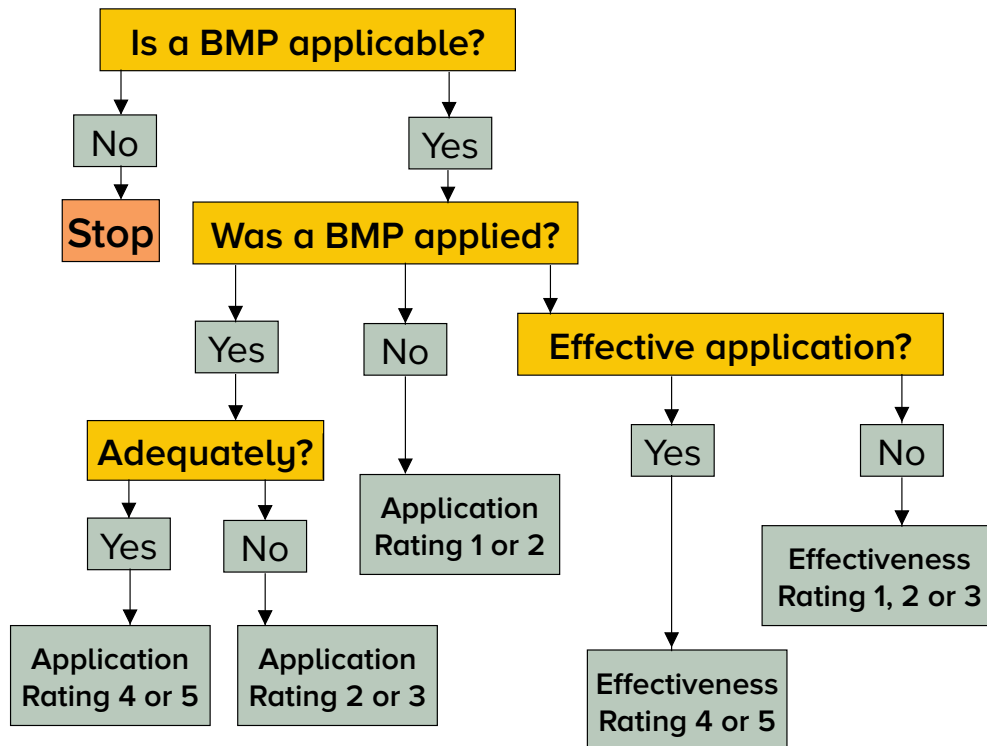 Is a BMP applicable?
No
Yes
Stop
Was a BMP applied?
Yes
No
Effective application?
Adequately?
Yes
No
Yes
No
Application
Rating 1 or 2
Effectiveness
Rating 1, 2 or 3
Application
Rating 4 or 5
Application
Rating 2 or 3
Effectiveness
Rating 4 or 5